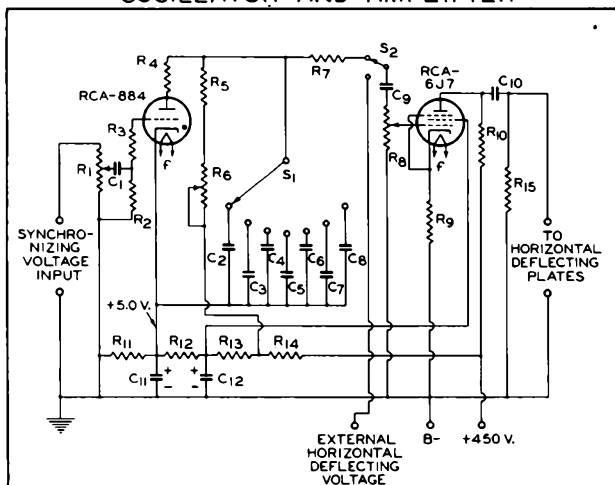 OSCILLATOR AND AMPLIFIER
R4
R5
R7
S2
RCA-884
RCA-
6J7
C10
C9
R3
R1
C1
R6
S1
R8
R10
R15
R2
f
f
C2
C3
C4
C5
C6
C7
C8
R9
SYNCHRO-
NIZING
VOLTAGE
INPUT
TO
HORIZONTAL
DEFLECTING
PLATES
+5.0 V.
R11
R12
R13
R14
C11
+
-
+
-
C12
EXTERNAL
HORIZONTAL
DEFLECTING
VOLTAGE
B-
+450 V.